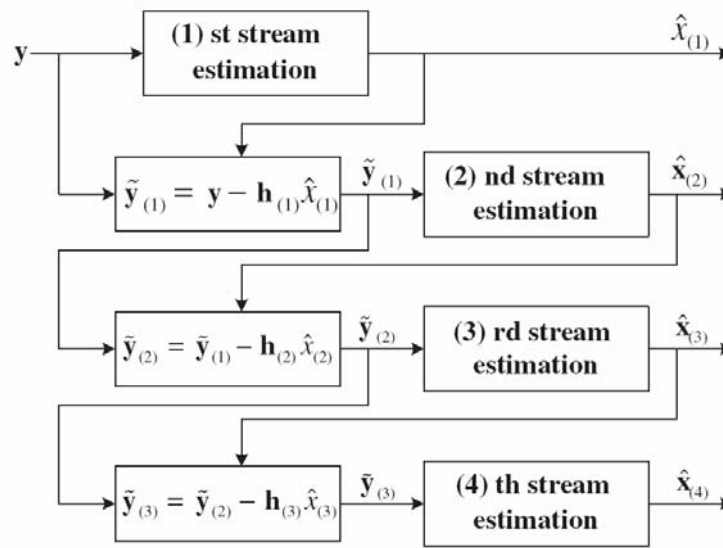 (1) st stream
estimation
x̂(1)
y
ỹ(1) = y − h(1)x̂(1)
ỹ(1)
(2) nd stream
estimation
x̂(2)
ỹ(2) = ỹ(1) − h(2)x̂(2)
ỹ(2)
(3) rd stream
estimation
x̂(3)
ỹ(3) = ỹ(2) − h(3)x̂(3)
ỹ(3)
(4) th stream
estimation
x̂(4)